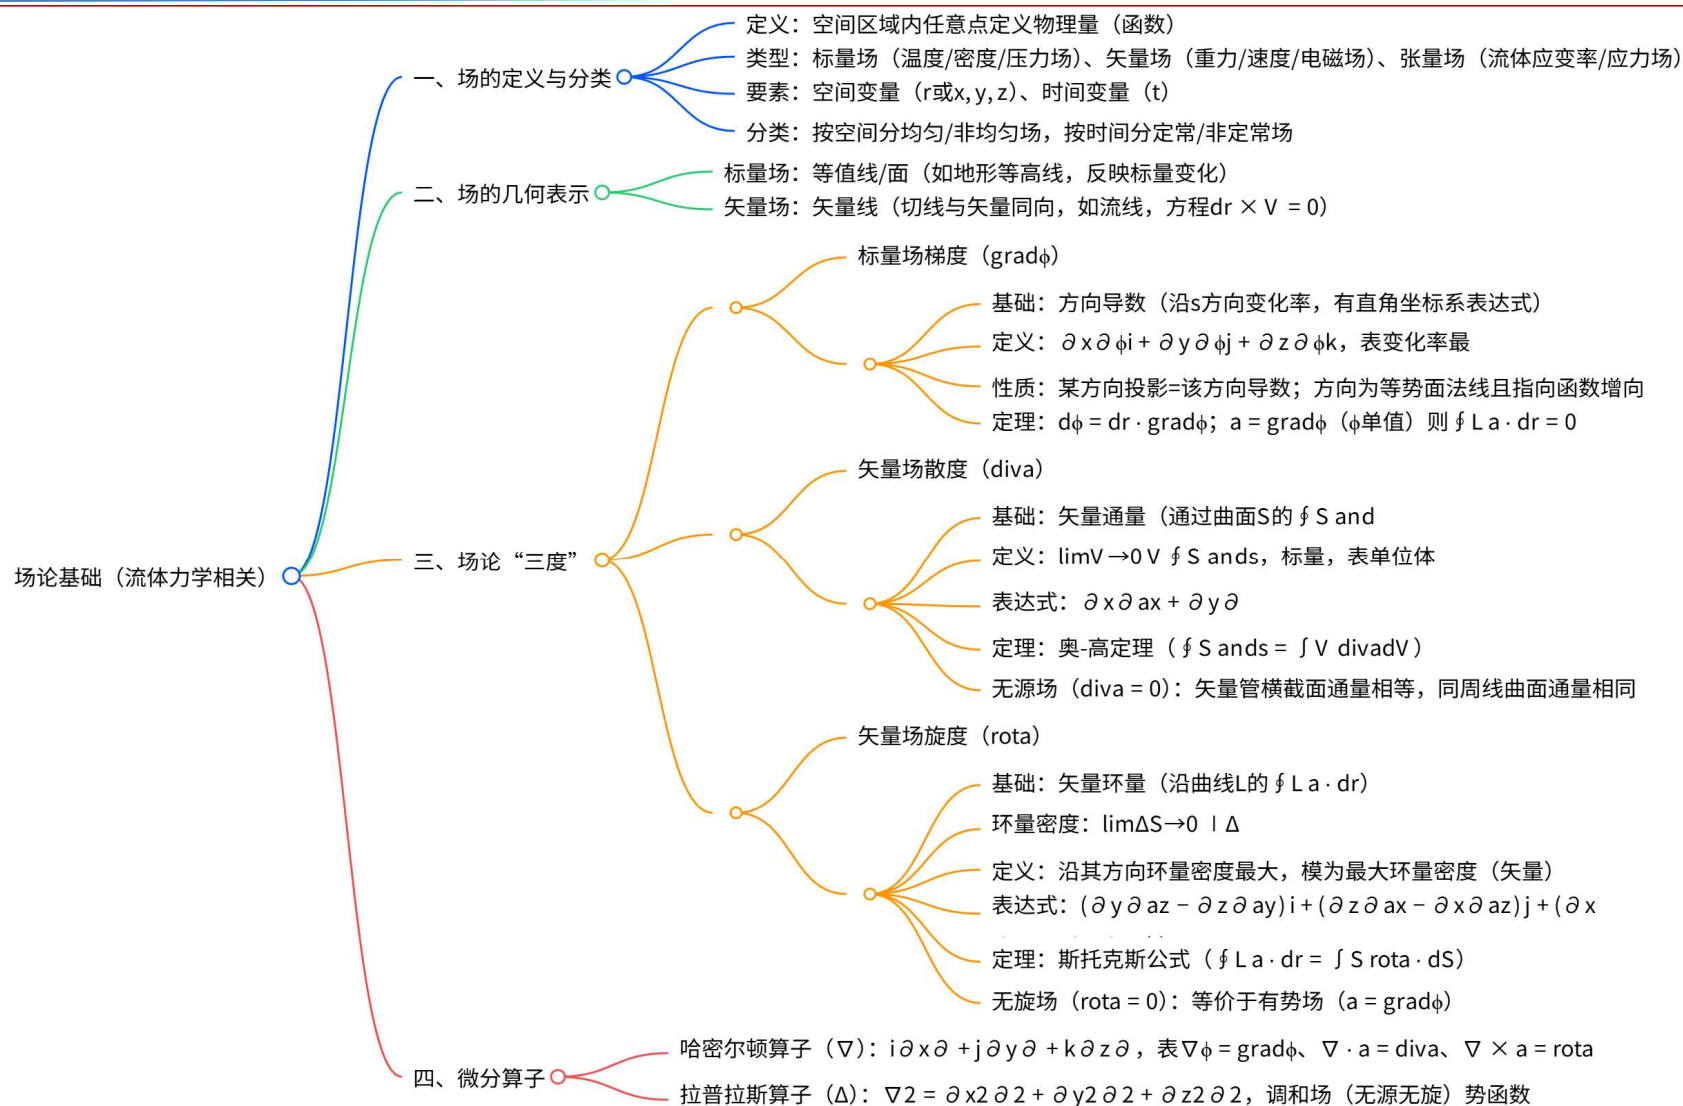 定义：空间区域内任意点定义物理量（函数）
类型：标量场（温度/密度/压力场）、矢量场（重力/速度/电磁场）、张量场（流体应变率/应力场）
一、场的定义与分类
要素：空间变量（r或x, y, z）、时间变量（t）
分类：按空间分均匀/非均匀场，按时间分定常/非定常场
标量场：等值线/面（如地形等高线，反映标量变化）
二、场的几何表示
矢量场：矢量线（切线与矢量同向，如流线，方程dr × V = 0）
标量场梯度（gradϕ）
基础：方向导数（沿s方向变化率，有直角坐标系表达式）
定义：∂x∂ϕi + ∂y∂ϕj + ∂z∂ϕk，表变化率最
性质：某方向投影=该方向导数；方向为等势面法线且指向函数增向
定理：dϕ = dr · gradϕ；a = gradϕ（ϕ单值）则∮L a · dr = 0
矢量场散度（diva）
基础：矢量通量（通过曲面S的∮S and
定义：limV→0 V ∮S ands，标量，表单位体
三、场论“三度”
场论基础（流体力学相关）
表达式：∂x∂ax + ∂y∂
定理：奥-高定理（∮S ands = ∫V divadV）
无源场（diva = 0）：矢量管横截面通量相等，同周线曲面通量相同
矢量场旋度（rota）
基础：矢量环量（沿曲线L的∮L a · dr）
环量密度：limΔS→0 ∣Δ
定义：沿其方向环量密度最大，模为最大环量密度（矢量）
表达式：(∂y∂az − ∂z∂ay) i + (∂z∂ax − ∂x∂az) j + (∂x
定理：斯托克斯公式（∮L a · dr = ∫S rota · dS）
无旋场（rota = 0）：等价于有势场（a = gradϕ）
哈密尔顿算子（∇）：i∂x∂ + j∂y∂ + k∂z∂，表∇ϕ = gradϕ、∇ · a = diva、∇ × a = rota
四、微分算子
拉普拉斯算子（Δ）：∇2 = ∂x2∂2 + ∂y2∂2 + ∂z2∂2，调和场（无源无旋）势函数